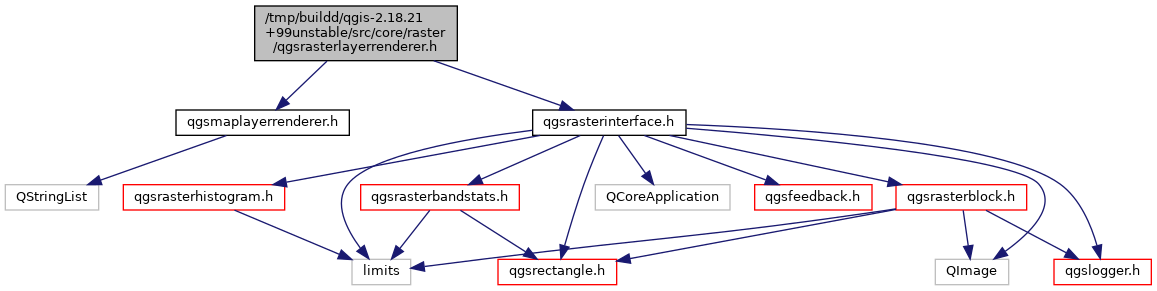 /tmp/buildd/qgis-2.18.21
+99unstable/src/core/raster
/qgsrasterlayerrenderer.h
qgsmaplayerrenderer.h
qgsrasterinterface.h
QStringList
qgsrasterhistogram.h
qgsrasterbandstats.h
QCoreApplication
qgsfeedback.h
qgsrasterblock.h
limits
qgsrectangle.h
QImage
qgslogger.h